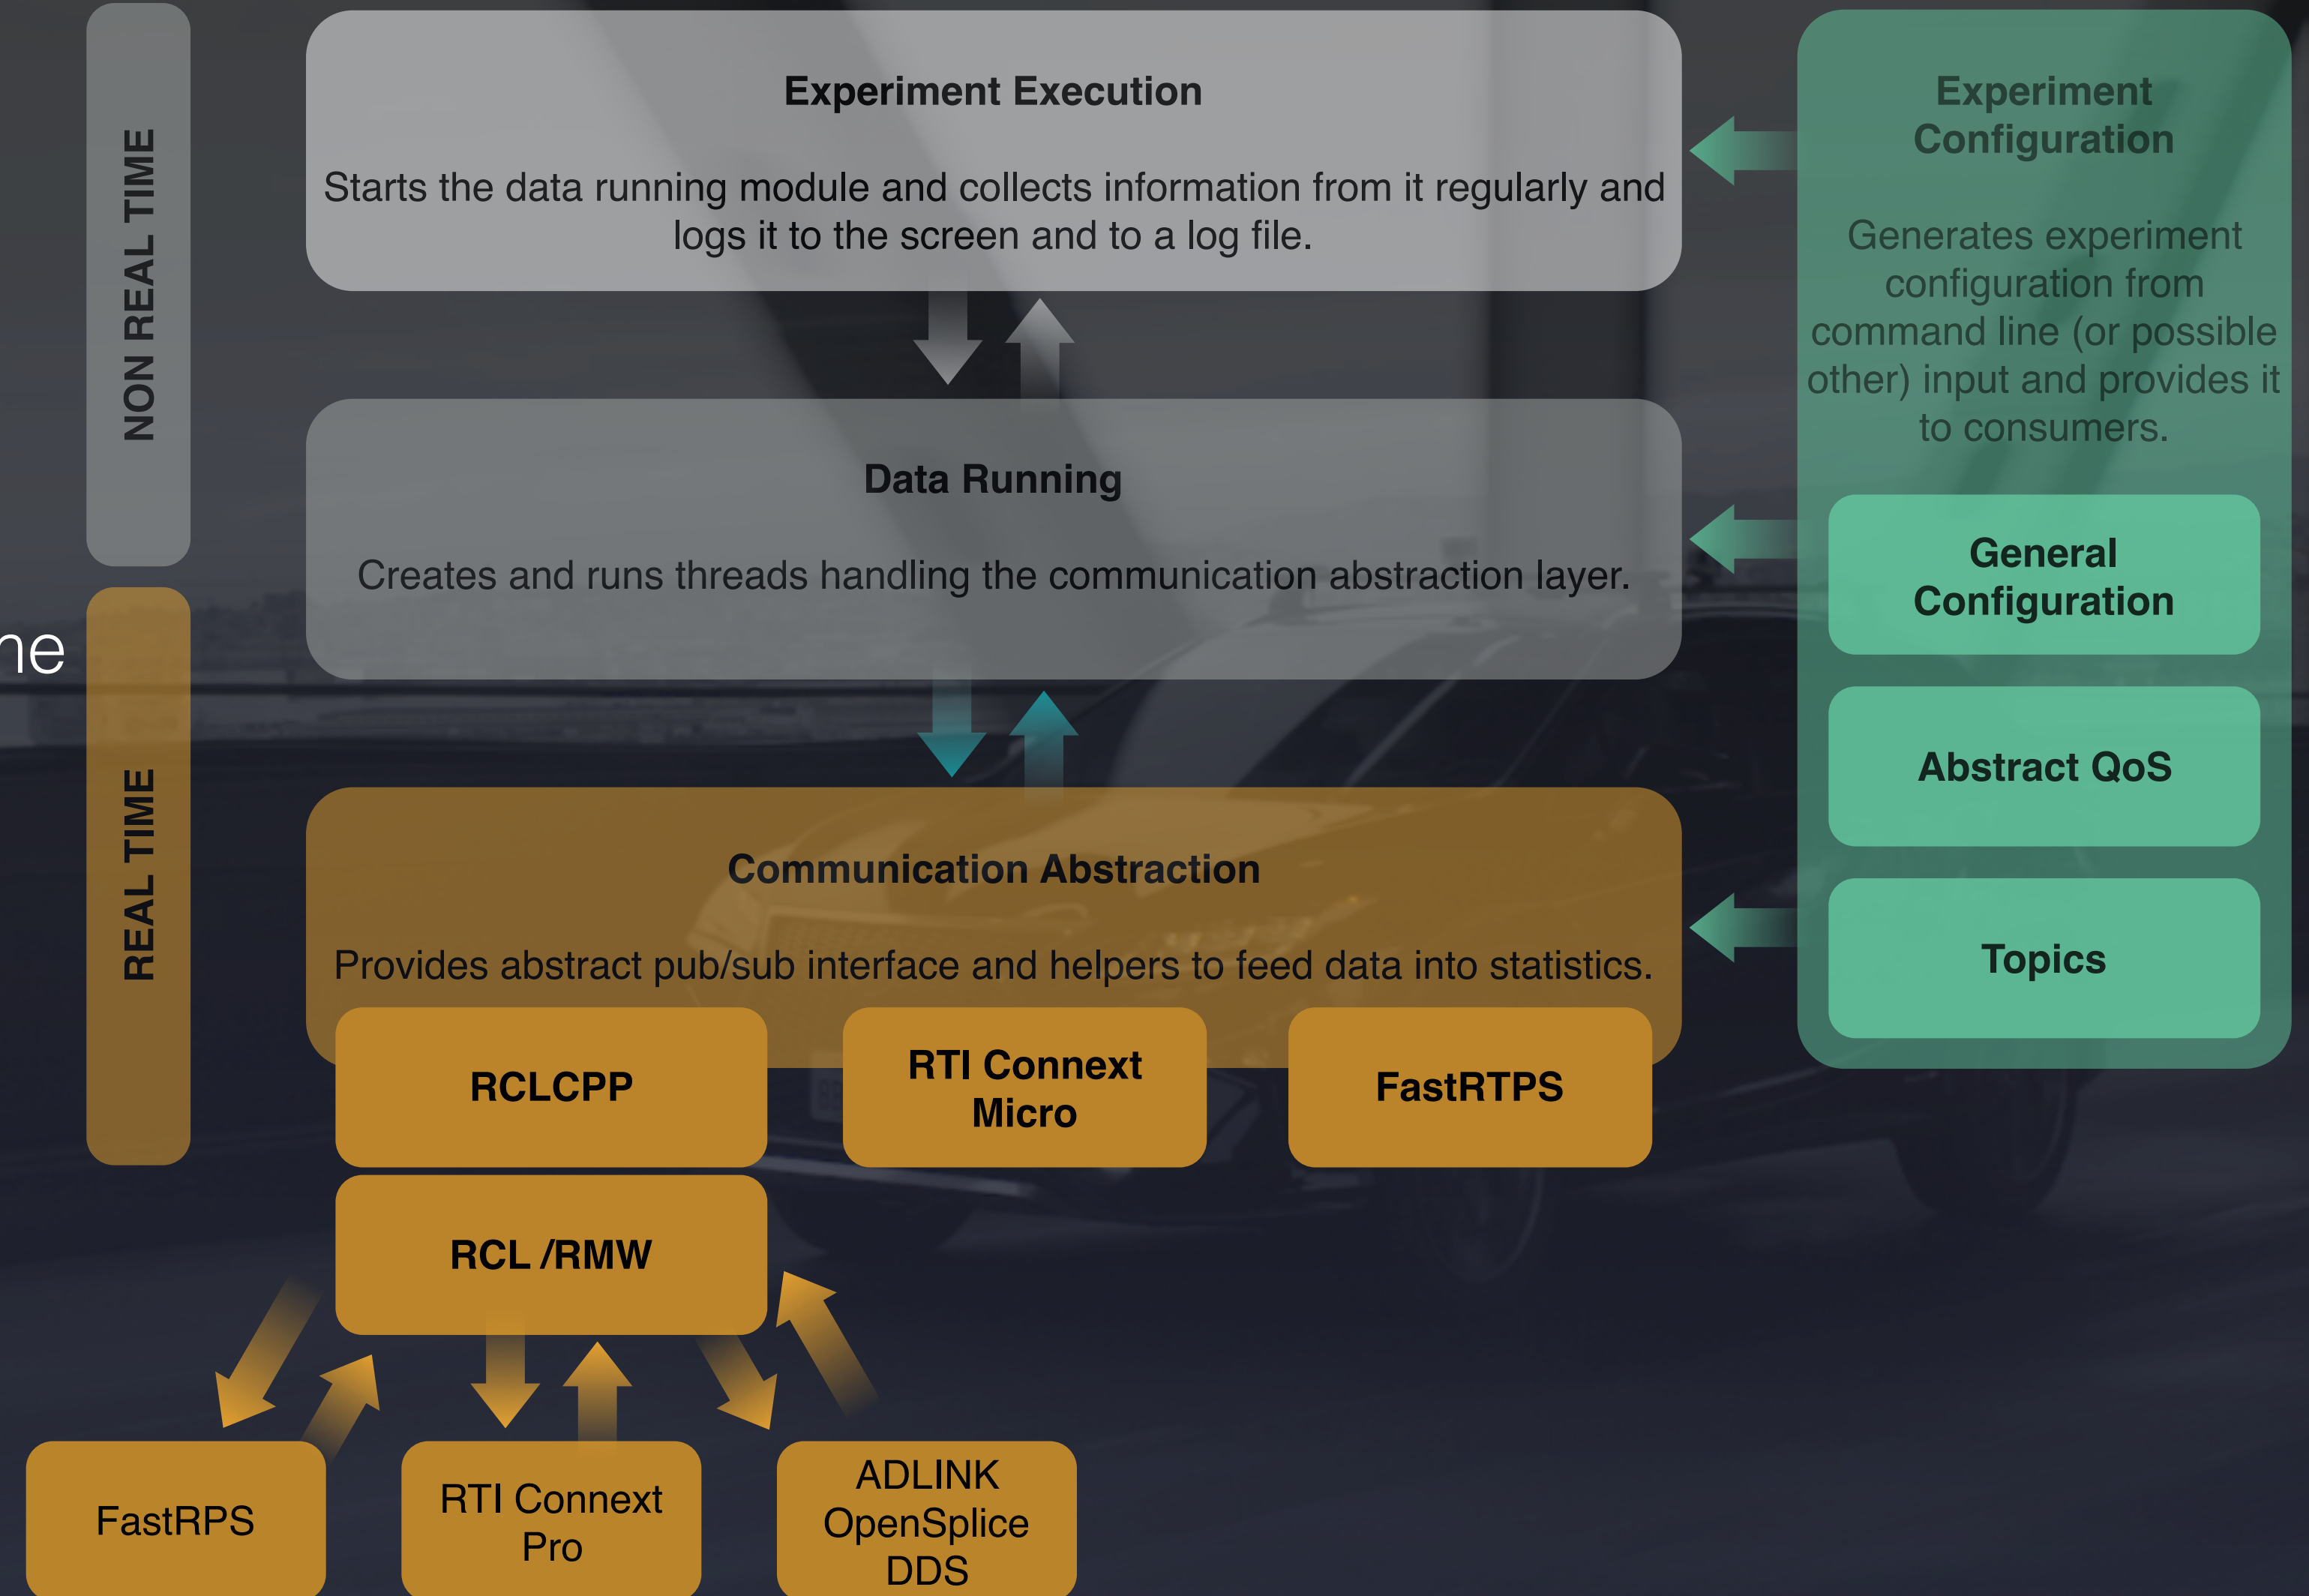 NON REAL TIME
Experiment Execution
Starts the data running module and collects information from it regularly and
logs it to the screen and to a log file.
Experiment
Configuration
Generates experiment
configuration from
command line (or possible
other) input and provides it
to consumers.
Data Running
Creates and runs threads handling the communication abstraction layer.
General
Configuration
Abstract QoS
Topics
REAL TIME
Communication Abstraction
Provides abstract pub/sub interface and helpers to feed data into statistics.
RCLCPP
RTI Connext
Micro
FastRTPS
RCL /RMW
FastRPS
RTI Connext
Pro
ADLINK
OpenSplice
DDS